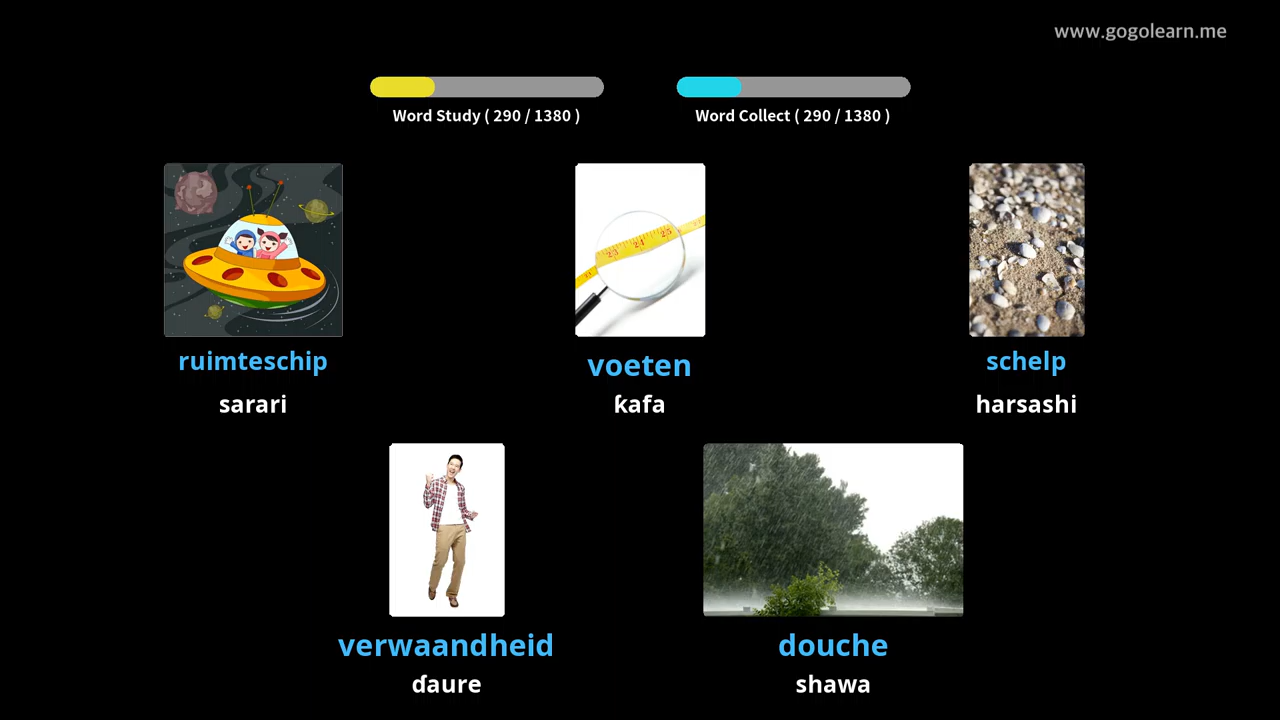 www.gogolearn.me
Word Study ( 290 / 1380 )
Word Collect ( 290 / 1380 )
ruimteschip
sarari
voeten
ƙafa
schelp
harsashi
verwaandheid
ɗaure
douche
shawa